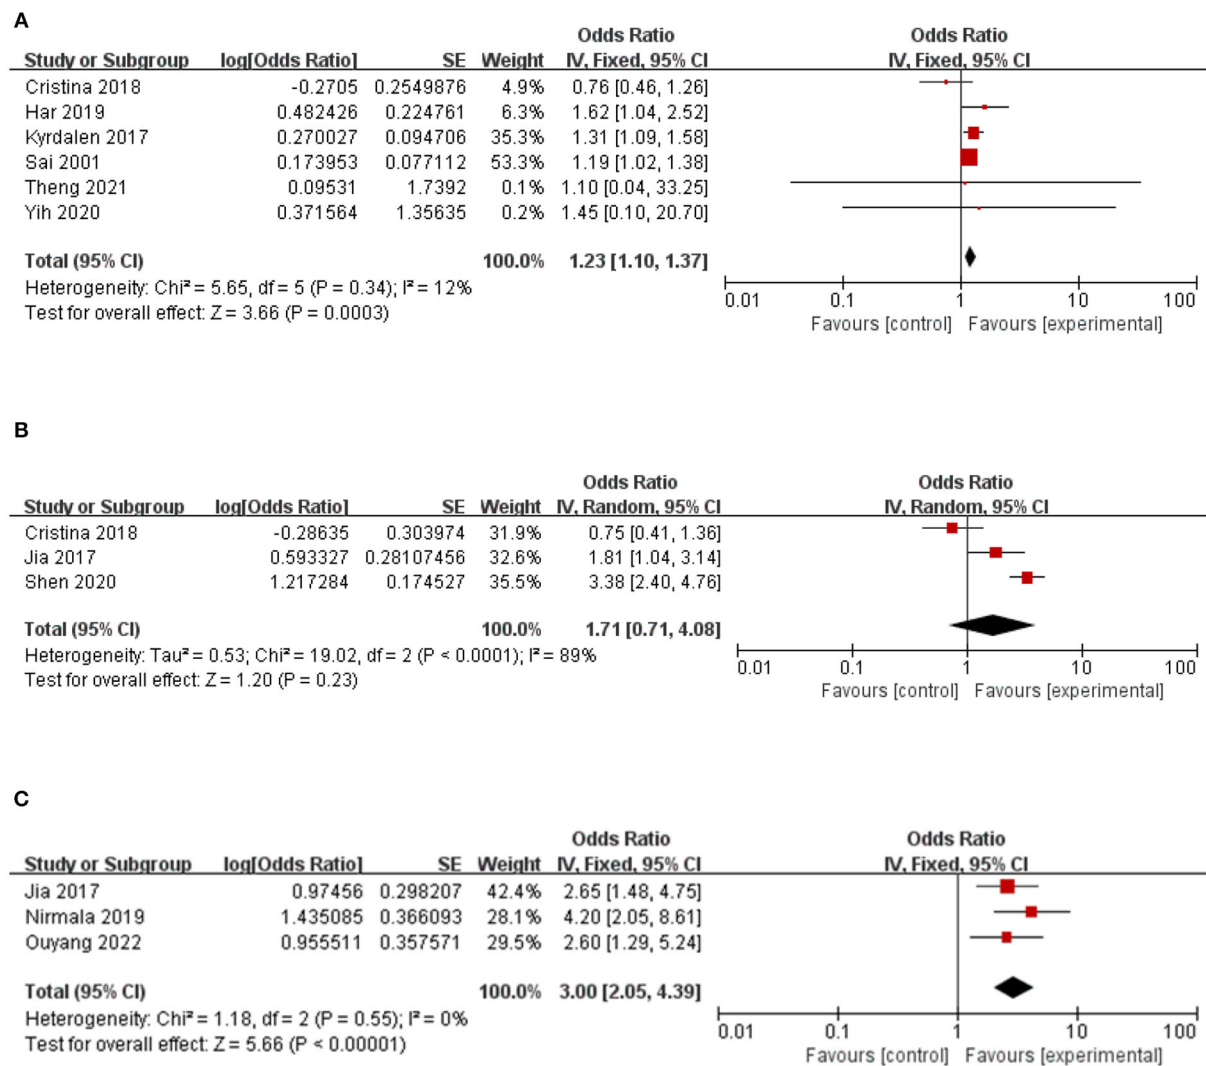 A
Odds Ratio Odds Ratio
Study or Subgroup log[Odds Ratio] SE Weight IV, Fixed, 95% CI IV, Fixed, 95% CI
Cristina 2018 -0.2705 0.2549876 4.9% 0.76 [0.46, 1.26]
Har 2019 0.482426 0.224761 6.3% 1.62 [1.04, 2.52]
Kyrdalen 2017 0.270027 0.094706 35.3% 1.31 [1.09, 1.58]
Sai 2001 0.173953 0.077112 53.3% 1.19 [1.02, 1.38]
Theng 2021 0.09531 1.7392 0.1% 1.10 [0.04, 33.25]
Yih 2020 0.371564 1.35635 0.2% 1.45 [0.10, 20.70]
Total (95% CI) 100.0% 1.23 [1.10, 1.37]
Heterogeneity: Chi² = 5.65, df = 5 (P = 0.34); I² = 12%
Test for overall effect: Z = 3.66 (P = 0.0003)
0.01 0.1 1 10 100
Favours [control] Favours [experimental]
B
Odds Ratio Odds Ratio
Study or Subgroup log[Odds Ratio] SE Weight IV, Random, 95% CI IV, Random, 95% CI
Cristina 2018 -0.28635 0.303974 31.9% 0.75 [0.41, 1.36]
Jia 2017 0.593327 0.28107456 32.6% 1.81 [1.04, 3.14]
Shen 2020 1.217284 0.174527 35.5% 3.38 [2.40, 4.76]
Total (95% CI) 100.0% 1.71 [0.71, 4.08]
Heterogeneity: Tau² = 0.53; Chi² = 19.02, df = 2 (P < 0.0001); I² = 89%
Test for overall effect: Z = 1.20 (P = 0.23)
0.01 0.1 1 10 100
Favours [control] Favours [experimental]
C
Odds Ratio Odds Ratio
Study or Subgroup log[Odds Ratio] SE Weight IV, Fixed, 95% CI IV, Fixed, 95% CI
Jia 2017 0.97456 0.298207 42.4% 2.65 [1.48, 4.75]
Nirmala 2019 1.435085 0.366093 28.1% 4.20 [2.05, 8.61]
Ouyang 2022 0.955511 0.357571 29.5% 2.60 [1.29, 5.24]
Total (95% CI) 100.0% 3.00 [2.05, 4.39]
Heterogeneity: Chi² = 1.18, df = 2 (P = 0.55); I² = 0%
Test for overall effect: Z = 5.66 (P < 0.00001)
0.01 0.1 1 10 100
Favours [control] Favours [experimental]